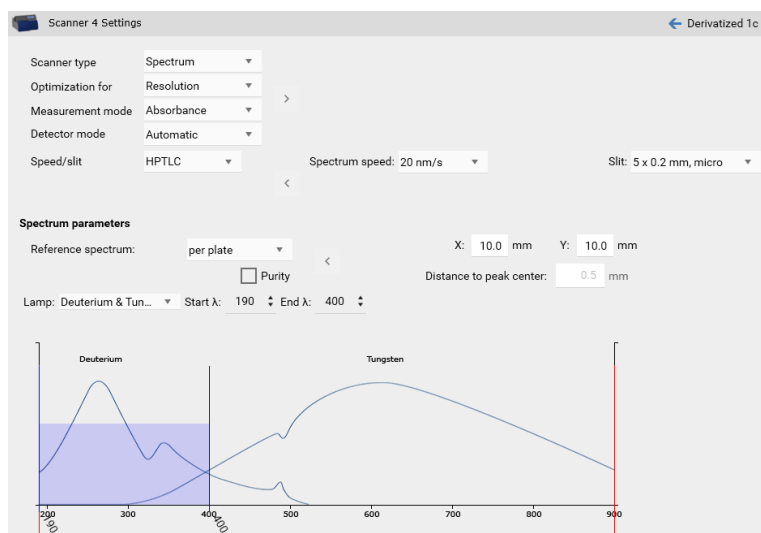 Scanner 4 Settings
Derivatized 1c
Scanner type Spectrum
Optimization for Resolution
Measurement mode Absorbance
Detector mode Automatic
Speed/slit HPTLC Spectrum speed: 20 nm/s Slit: 5 x 0.2 mm, micro
Spectrum parameters
Reference spectrum: per plate X: 10.0 mm Y: 10.0 mm
Purity Distance to peak center: 0.5 mm
Lamp: Deuterium & Tun... Start λ: 190 End λ: 400
Deuterium Tungsten
200 300 400 500 600 700 800 900
190 400